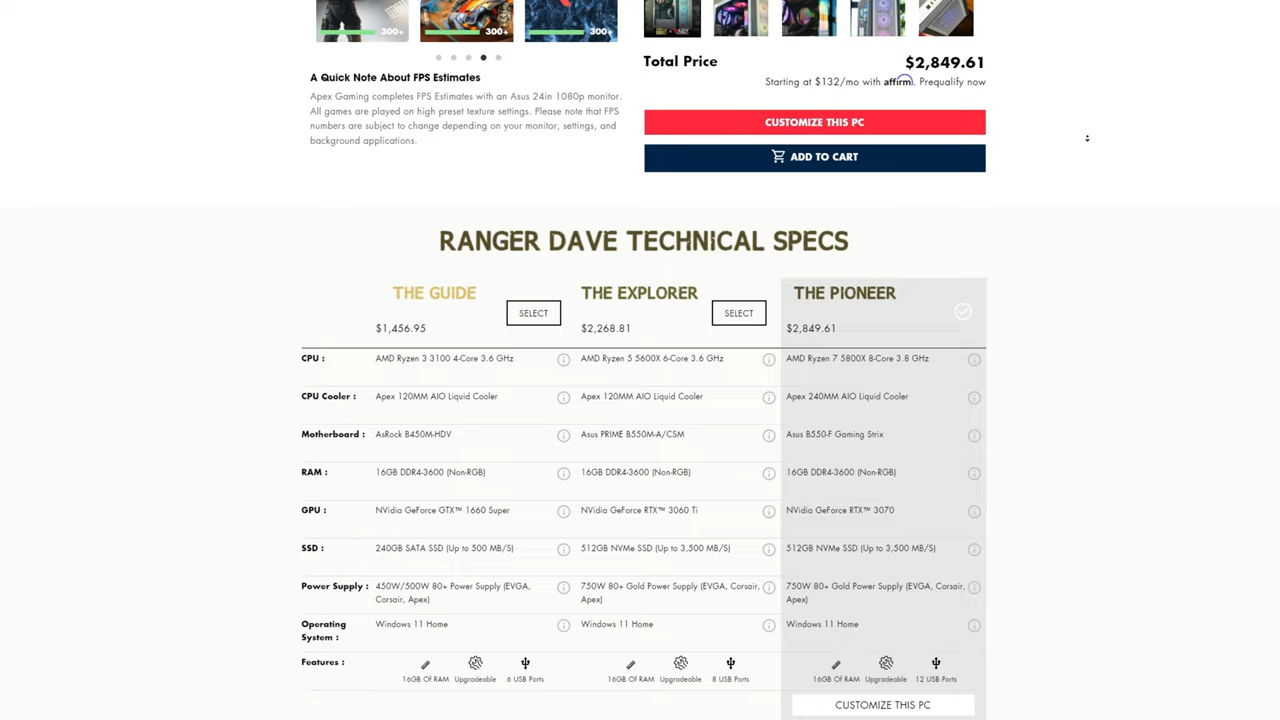 300+ 300+ 300+
A Quick Note About FPS Estimates
Apex Gaming completes FPS Estimates with an Asus 24in 1080p monitor.
All games are played on high preset texture settings. Please note that FPS
numbers are subject to change depending on your monitor, settings, and
background applications.
Total Price $2,849.61
Starting at $132/mo with affirm. Prequalify now
CUSTOMIZE THIS PC
ADD TO CART
RANGER DAVE TECHNICAL SPECS
THE GUIDE SELECT THE EXPLORER SELECT THE PIONEER
$1,456.95 $2,268.81 $2,849.61
CPU : AMD Ryzen 3 3100 4-Core 3.6 GHz AMD Ryzen 5 5600X 6-Core 3.6 GHz AMD Ryzen 7 5800X 8-Core 3.8 GHz
CPU Cooler : Apex 120MM AIO Liquid Cooler Apex 120MM AIO Liquid Cooler Apex 240MM AIO Liquid Cooler
Motherboard : AsRock B450M-HDV Asus PRIME B550M-A/CSM Asus B550-F Gaming Strix
RAM : 16GB DDR4-3600 (Non-RGB) 16GB DDR4-3600 (Non-RGB) 16GB DDR4-3600 (Non-RGB)
GPU : NVidia GeForce GTX™ 1660 Super NVidia GeForce RTX™ 3060 Ti NVidia GeForce RTX™ 3070
SSD : 240GB SATA SSD (Up to 500 MB/S) 512GB NVMe SSD (Up to 3,500 MB/S) 512GB NVMe SSD (Up to 3,500 MB/S)
Power Supply : 450W/500W 80+ Power Supply (EVGA, 750W 80+ Gold Power Supply (EVGA, Corsair, 750W 80+ Gold Power Supply (EVGA, Corsair,
Corsair, Apex) Apex) Apex)
Operating Windows 11 Home Windows 11 Home Windows 11 Home
System :
Features :
16GB Of RAM Upgradeable 6 USB Ports 16GB Of RAM Upgradeable 8 USB Ports 16GB Of RAM Upgradeable 12 USB Ports
CUSTOMIZE THIS PC